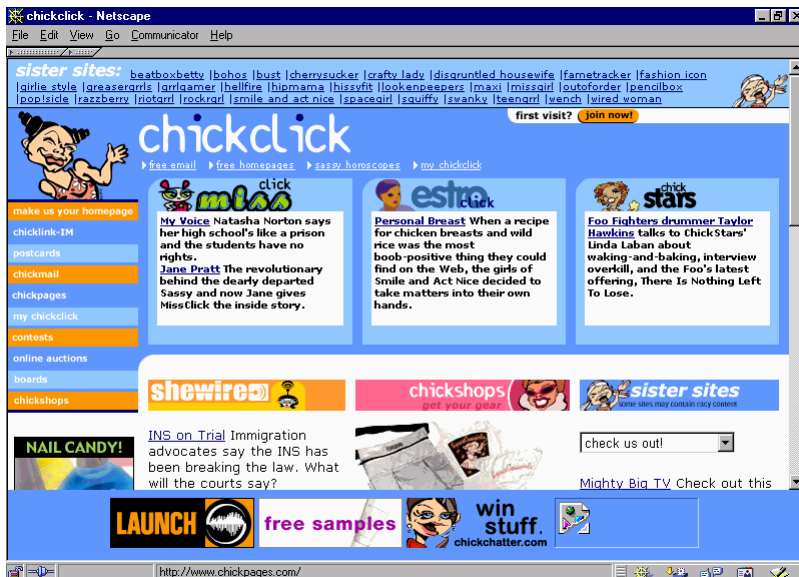 chickclick - Netscape
File Edit View Go Communicator Help
sister sites: beatboxbetty |bohos |bust |cherrysucker |crafty lady |disgruntled housewife |fametracker |fashion icon
|girlie style |greasergrrls |grrlgamer |hellfire |hipmama |hissyfit |lookenpeepers |maxi |missgirl |outoforder |pencilbox
|pop!sicle |razzberry |riotgrrl |rockrgrl |smile and act nice |spacegirl |squiffy |swanky |teengrrl |wench |wired woman
first visit? join now!
chickclick
free email free homepages sassy horoscopes my chickclick
make us your homepage
chicklink-IM
postcards
chickmail
chickpages
my chickclick
contests
online auctions
boards
chickshops
NAIL CANDY!
miss click
My Voice Natasha Norton says
her high school's like a prison
and the students have no
rights.
Jane Pratt The revolutionary
behind the dearly departed
Sassy and now Jane gives
MissClick the inside story.
estro click
Personal Breast When a recipe
for chicken breasts and wild
rice was the most
boob-positive thing they could
find on the Web, the girls of
Smile and Act Nice decided to
take matters into their own
hands.
chick stars
Foo Fighters drummer Taylor
Hawkins talks to ChickStars'
Linda Laban about
waking-and-baking, interview
overkill, and the Foo's latest
offering, There Is Nothing Left
To Lose.
shewired
INS on Trial Immigration
advocates say the INS has
been breaking the law. What
will the courts say?
chickshops
get your gear
sister sites
some sites may contain racy content
check us out!
Mighty Big TV Check out this
LAUNCH
free samples
win
stuff.
chickchatter.com
http://www.chickpages.com/